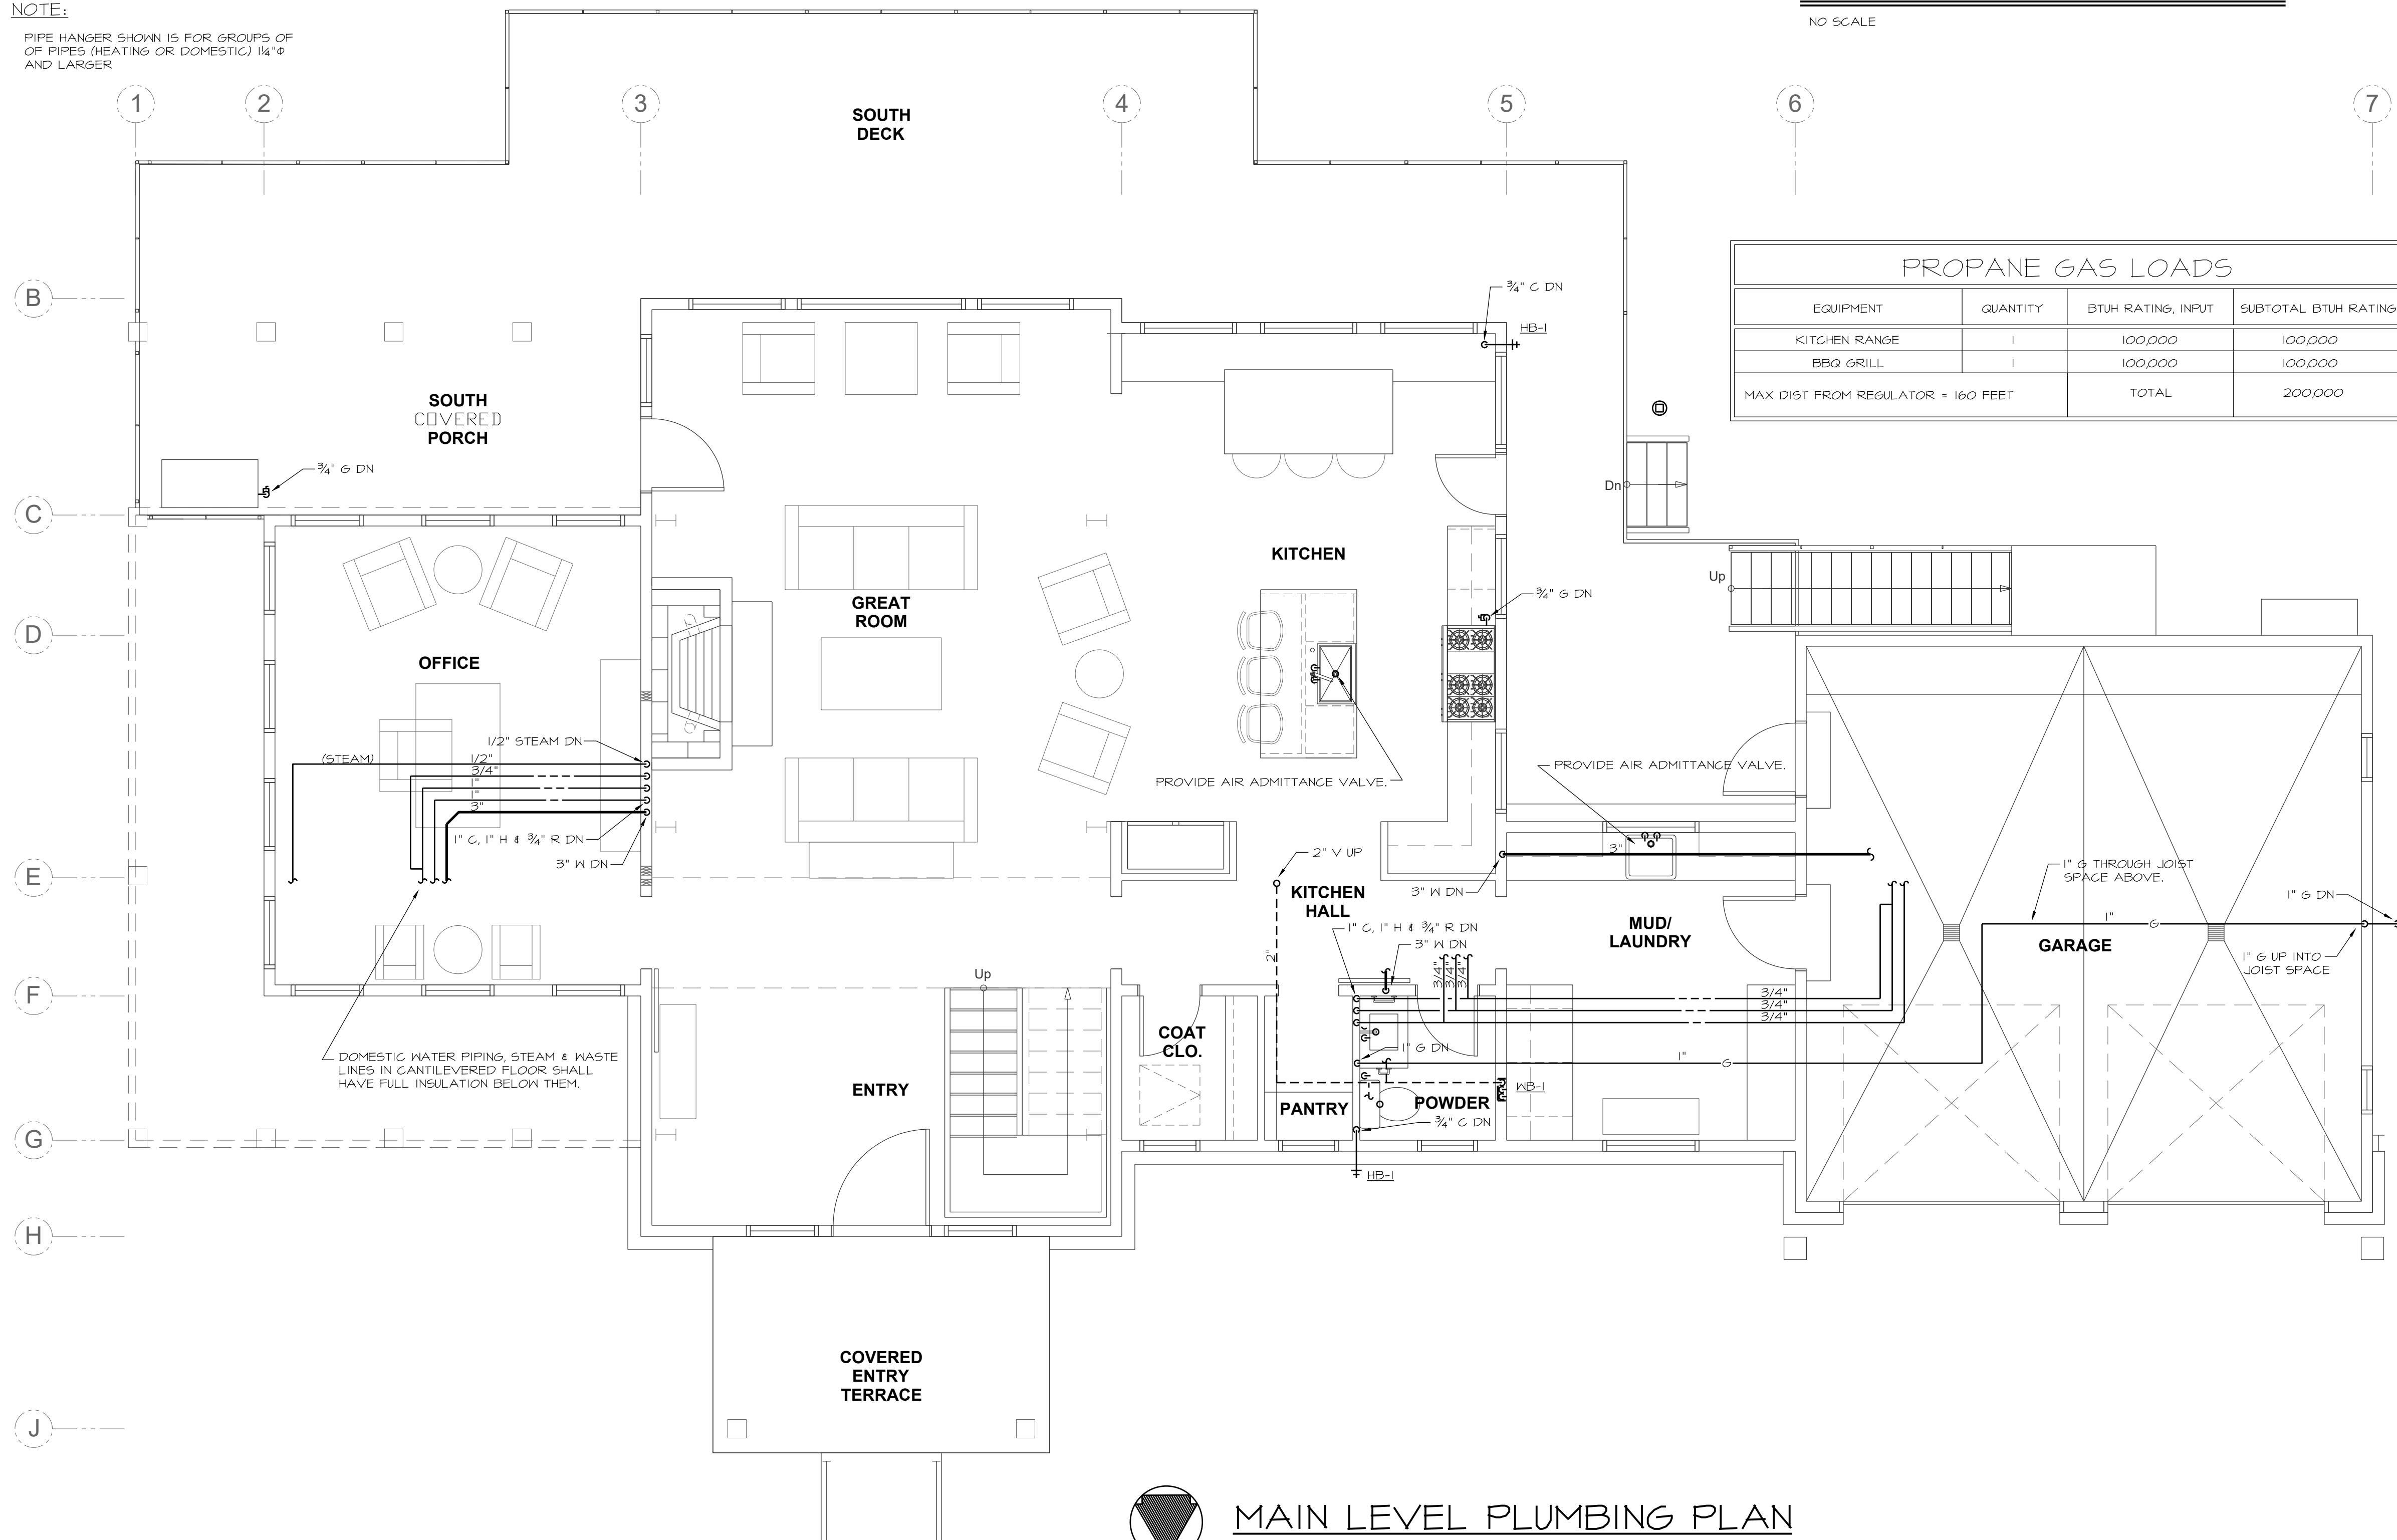 NOTE:
PIPE HANGER SHOWN IS FOR GROUPS OF
OF PIPES (HEATING OR DOMESTIC) 1¼"Φ
AND LARGER
NO SCALE
1
2
3
4
5
6
7
B
C
D
E
F
G
H
J
SOUTH
DECK
PROPANE GAS LOADS
EQUIPMENT QUANTITY BTUH RATING, INPUT SUBTOTAL BTUH RATING
KITCHEN RANGE 1 100,000 100,000
BBQ GRILL 1 100,000 100,000
MAX DIST FROM REGULATOR = 160 FEET TOTAL 200,000
¾" C DN
HB-1
SOUTH
COVERED
PORCH
¾" G DN
Dn
KITCHEN
Up
¾" G DN
GREAT
ROOM
OFFICE
1/2" STEAM DN
(STEAM)
1/2"
3/4"
1"
1"
3"
1" C, 1" H & ¾" R DN
3" W DN
PROVIDE AIR ADMITTANCE VALVE.
PROVIDE AIR ADMITTANCE VALVE.
3"
2" V UP
3" W DN
KITCHEN
HALL
1" C, 1" H & ¾" R DN
3" W DN
2"
3/4"
3/4"
3/4"
MUD/
LAUNDRY
1" G THROUGH JOIST
SPACE ABOVE.
1" G DN
1"
G
GARAGE
1" G UP INTO
JOIST SPACE
Up
3/4"
3/4"
3/4"
COAT
CLO.
1" G DN
1"
G
DOMESTIC WATER PIPING, STEAM & WASTE
LINES IN CANTILEVERED FLOOR SHALL
HAVE FULL INSULATION BELOW THEM.
ENTRY
WB-1
PANTRY
POWDER
¾" C DN
HB-1
COVERED
ENTRY
TERRACE
MAIN LEVEL PLUMBING PLAN